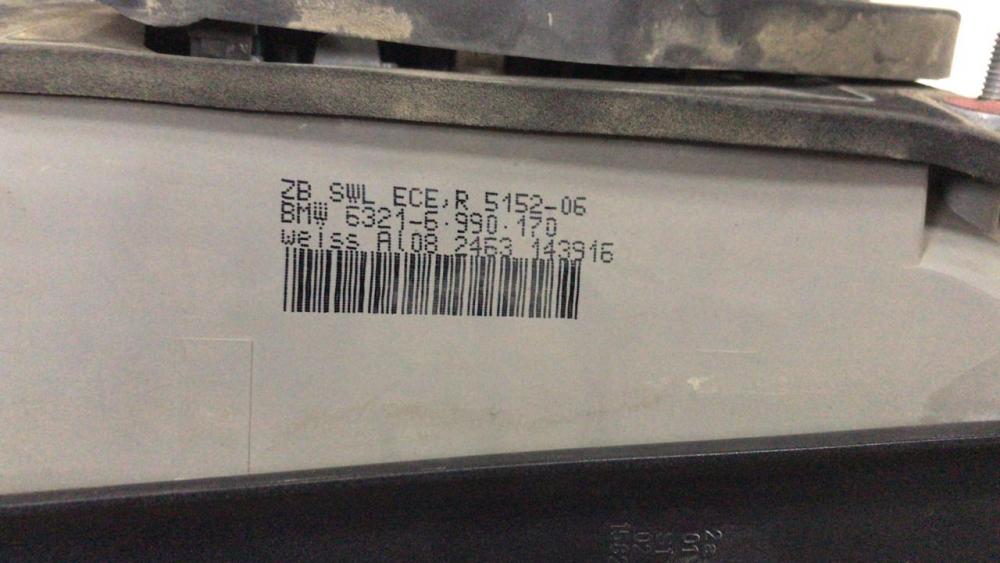 ZB SWL ECE,R 5152-06
BMW 6321-6.990.170
weiss Al08 2463 143916